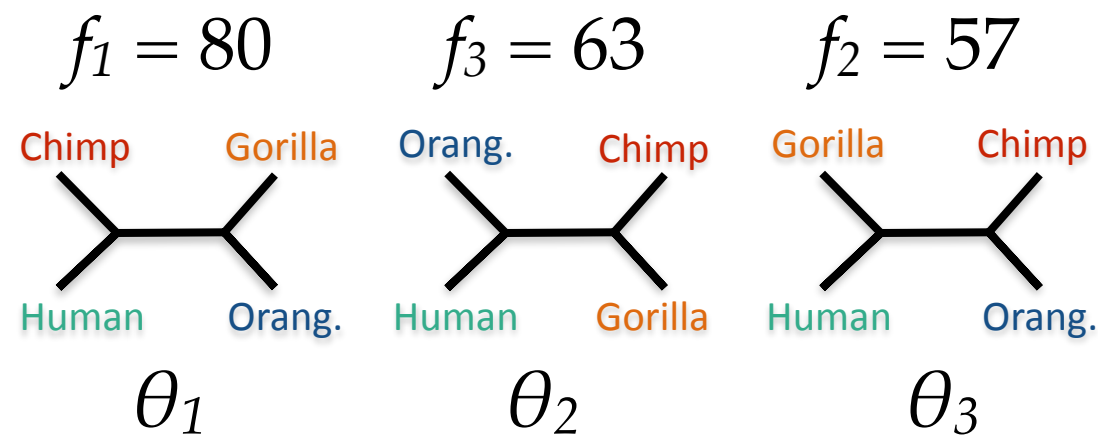 f1 = 80 f3 = 63 f2 = 57
Chimp Gorilla Orang. Chimp Gorilla Chimp
Human Orang. Human Gorilla Human Orang.
θ1 θ2 θ3